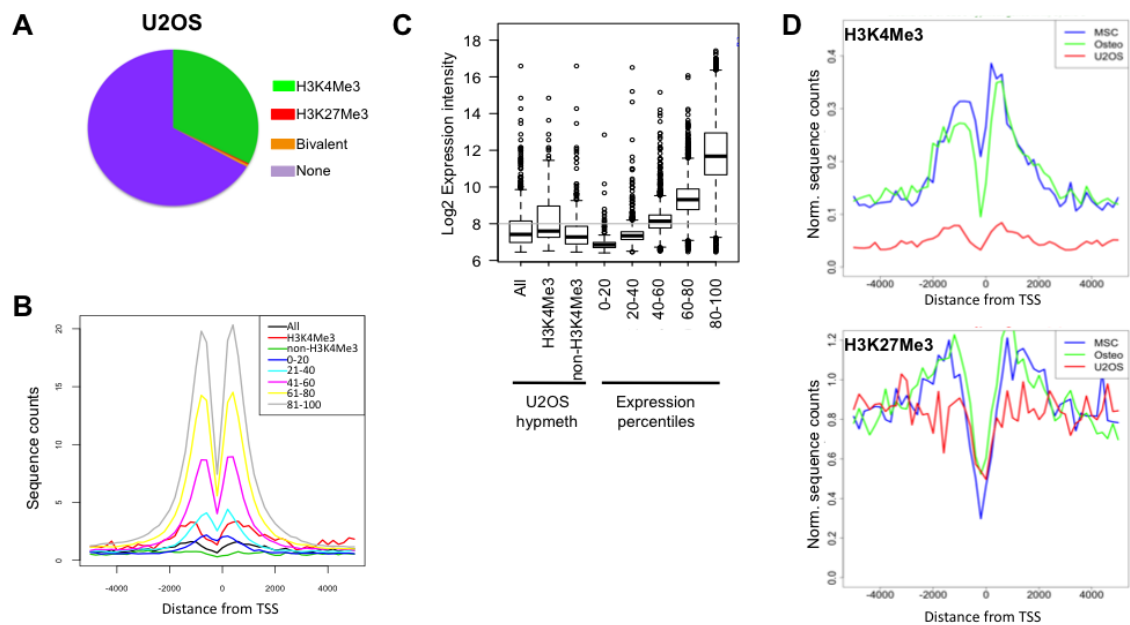 A
U2OS
H3K4Me3
H3K27Me3
Bivalent
None
B
Sequence counts
20
15
10
5
0
All
H3K4Me3
non-H3K4Me3
0-20
21-40
41-60
61-80
81-100
-4000
-2000
0
2000
4000
Distance from TSS
C
Log2 Expression intensity
18
16
14
12
10
8
6
All
H3K4Me3
non-H3K4Me3
0-20
20-40
40-60
60-80
80-100
U2OS
hypmeth
Expression
percentiles
D
H3K4Me3
MSC
Osteo
U2OS
Norm. sequence counts
0.4
0.3
0.2
0.1
0.0
-4000
-2000
0
2000
4000
Distance from TSS
H3K27Me3
MSC
Osteo
U2OS
Norm. sequence counts
1.2
1.0
0.8
0.6
0.4
0.2
0.0
-4000
-2000
0
2000
4000
Distance from TSS